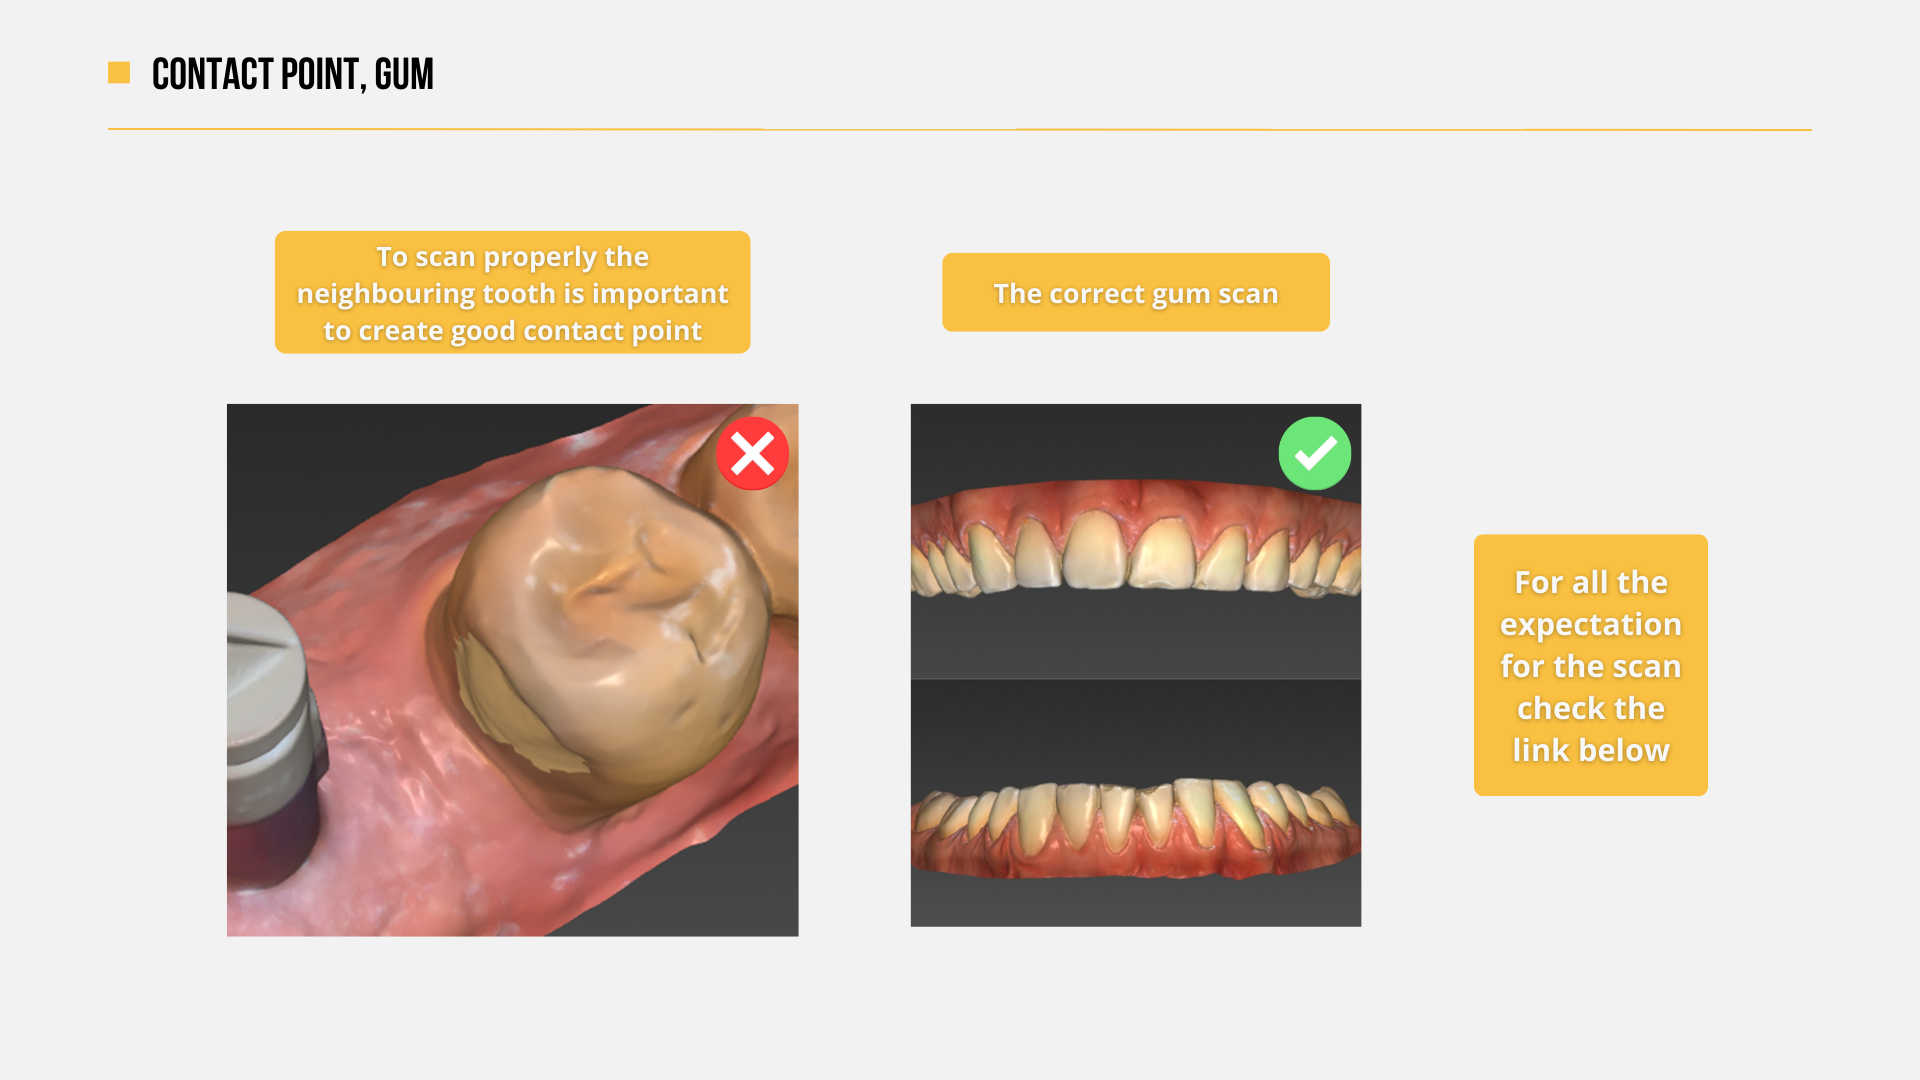 CONTACT POINT, GUM
To scan properly the
neighbouring tooth is important
to create good contact point
The correct gum scan
For all the
expectation
for the scan
check the
link below